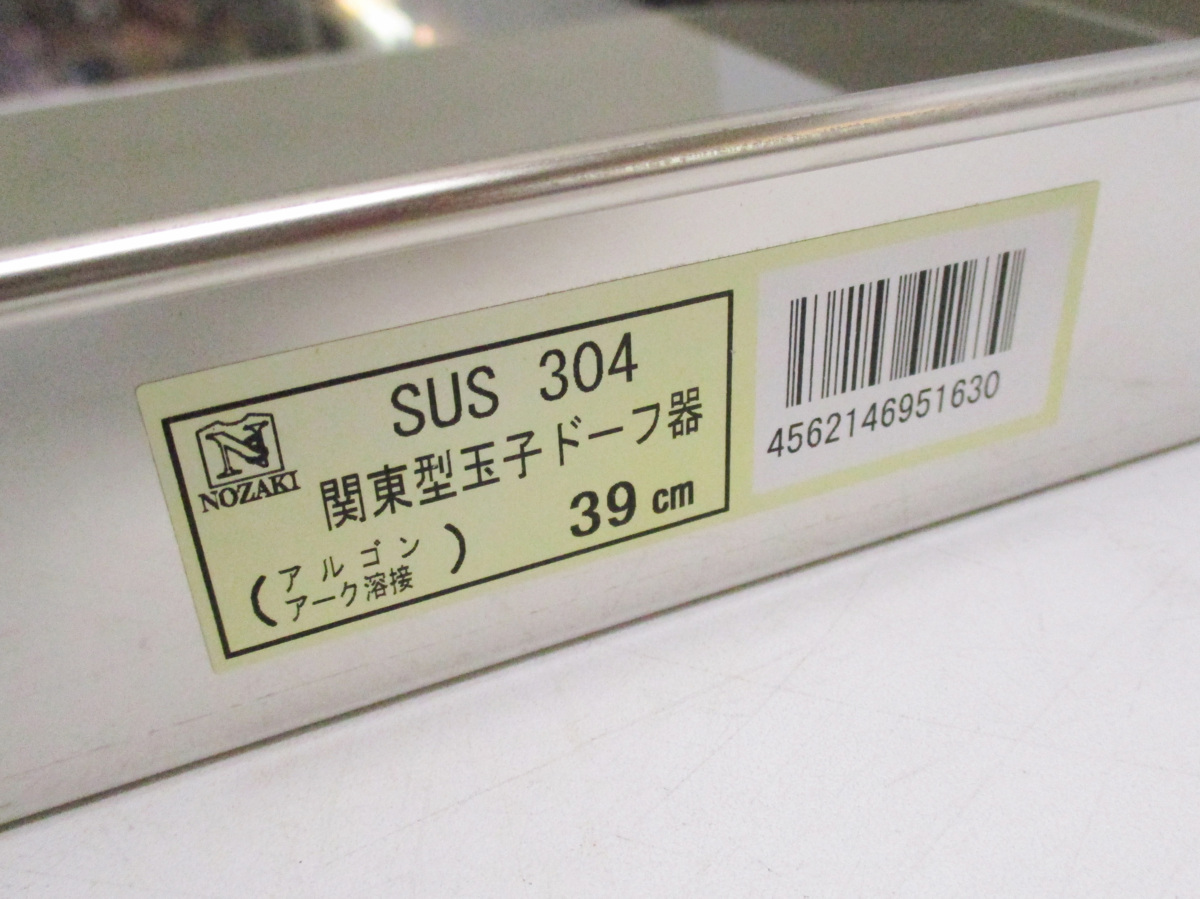 SUS 304
NOZAKI
関東型玉子ドーフ器
39 cm
(アルゴン
アーク溶接)
4562146951630